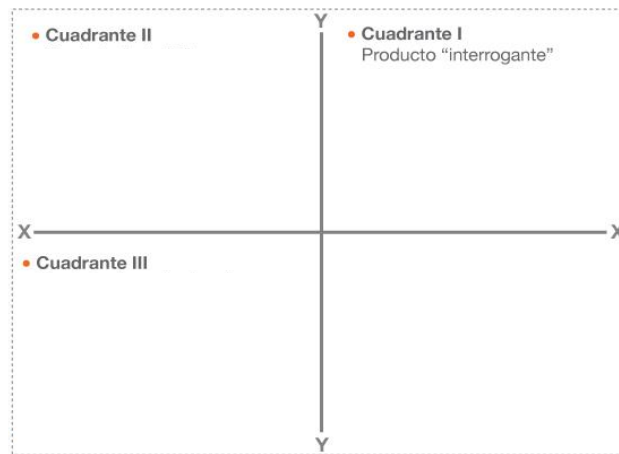 Y
• Cuadrante II
• Cuadrante I
Producto “interrogante”
X
X
• Cuadrante III
Y